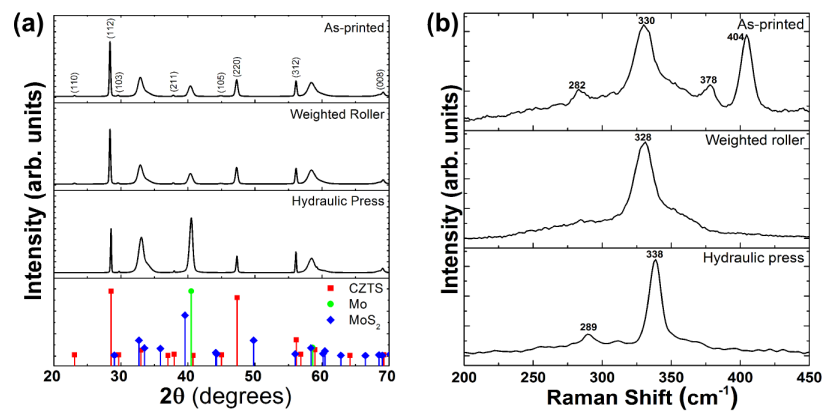 (a)
As-printed
(110)
(112)
(103)
(211)
(105)
(220)
(312)
(008)
Weighted Roller
Hydraulic Press
CZTS
Mo
MoS₂
Intensity (arb. units)
20 30 40 50 60 70
2θ (degrees)
(b)
As-printed
282
330
378
404
Weighted roller
328
Hydraulic press
289
338
Intensity (arb. units)
200 250 300 350 400 450
Raman Shift (cm⁻¹)